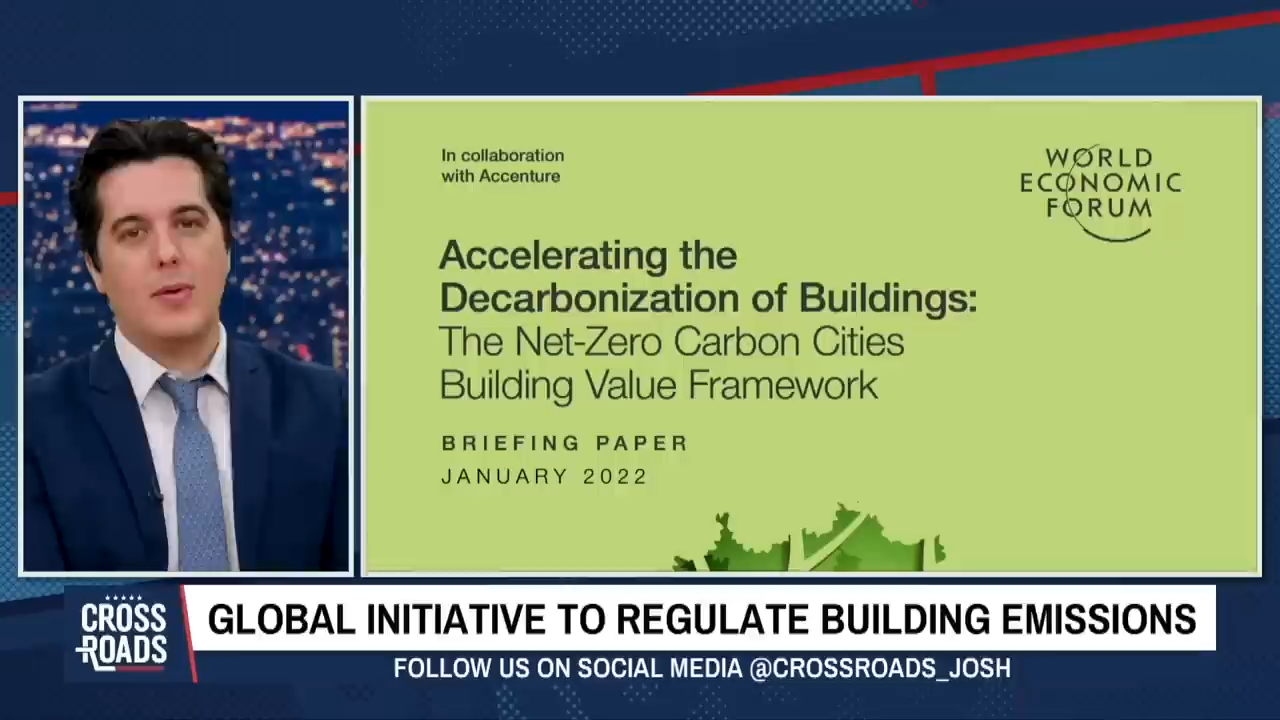 In collaboration
with Accenture
WORLD
ECONOMIC
FORUM
Accelerating the
Decarbonization of Buildings:
The Net-Zero Carbon Cities
Building Value Framework
BRIEFING PAPER
JANUARY 2022
CROSS
ROADS
GLOBAL INITIATIVE TO REGULATE BUILDING EMISSIONS
FOLLOW US ON SOCIAL MEDIA @CROSSROADS_JOSH